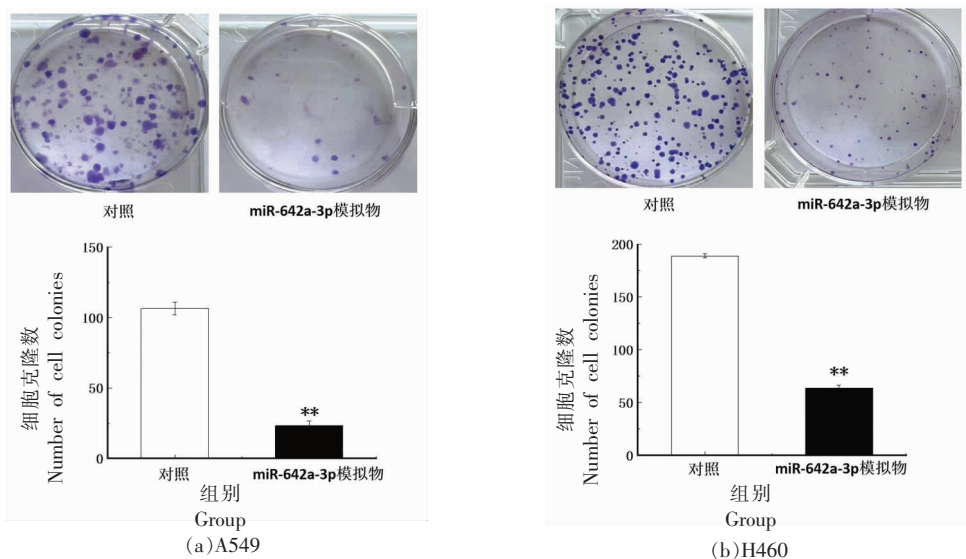 对照
miR-642a-3p模拟物
150
100
50
0
细胞克隆数
Number of cell colonies
**
对照
miR-642a-3p模拟物
组别
Group
(a)A549
对照
miR-642a-3p模拟物
200
150
100
50
0
细胞克隆数
Number of cell colonies
**
对照
miR-642a-3p模拟物
组别
Group
(b)H460